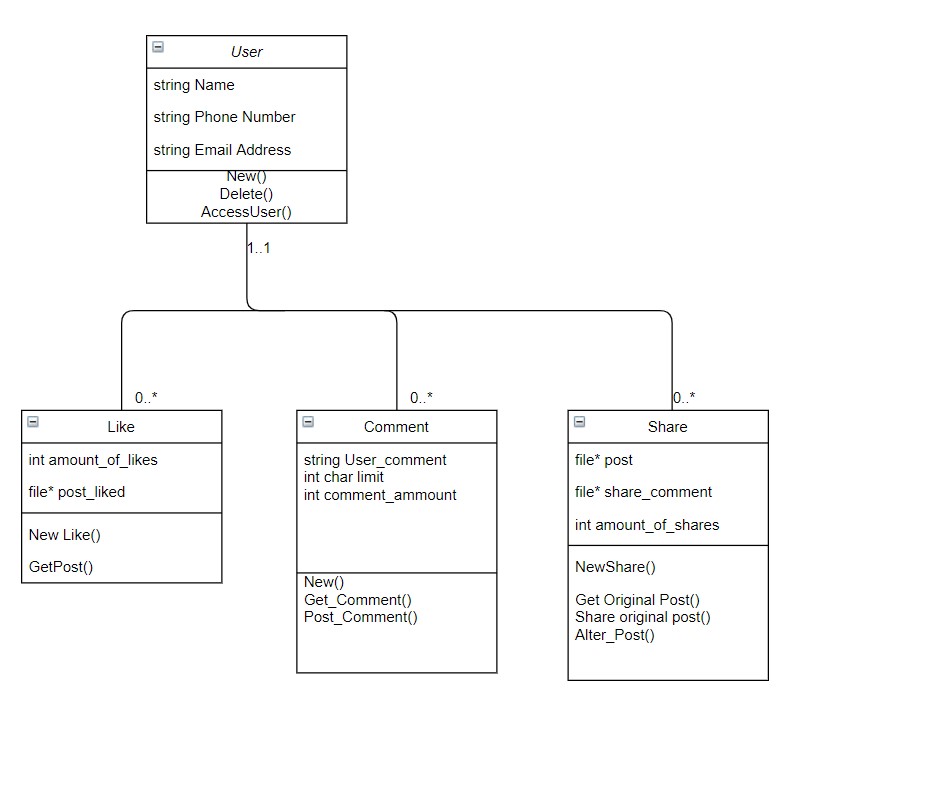 User
string Name
string Phone Number
string Email Address
New()
Delete()
AccessUser()
1..1
0..*
0..*
0..*
Like
int amount_of_likes
file* post_liked
New Like()
GetPost()
Comment
string User_comment
int char limit
int comment_ammount
New()
Get_Comment()
Post_Comment()
Share
file* post
file* share_comment
int amount_of_shares
NewShare()
Get Original Post()
Share original post()
Alter_Post()